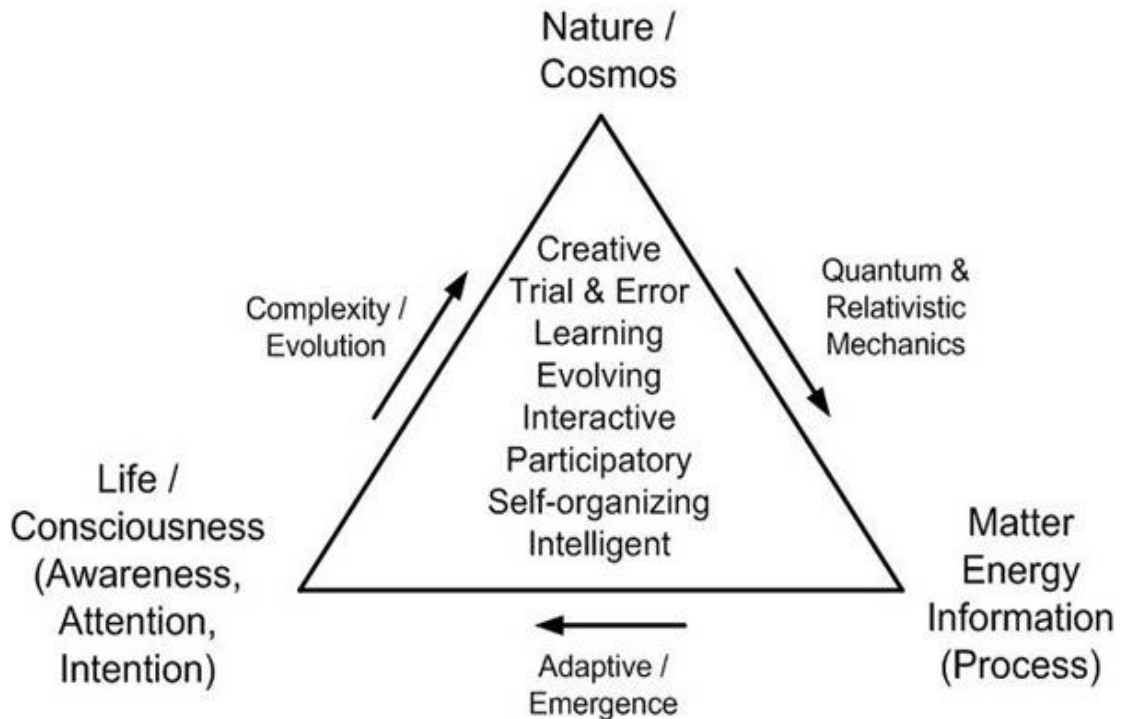 Nature /
Cosmos
Creative
Trial & Error
Learning
Evolving
Interactive
Participatory
Self-organizing
Intelligent
Complexity /
Evolution
Quantum &
Relativistic
Mechanics
Life /
Consciousness
(Awareness,
Attention,
Intention)
Matter
Energy
Information
(Process)
Adaptive /
Emergence